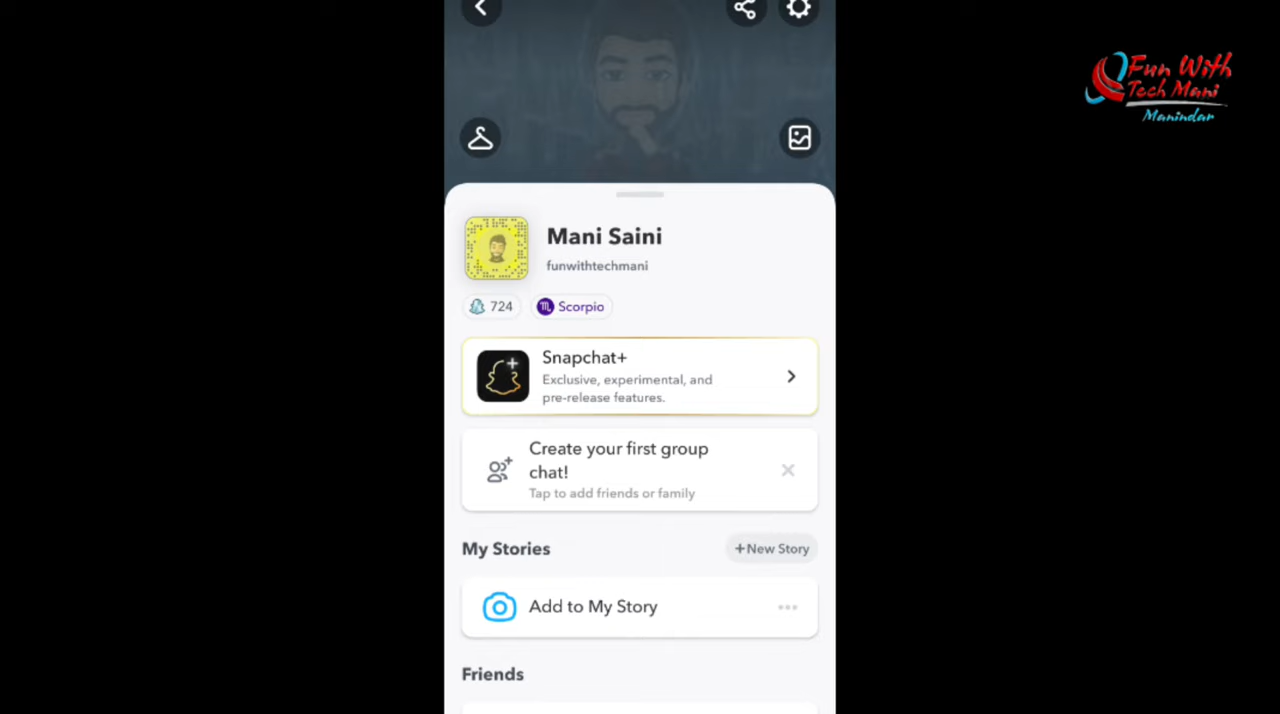 Fun With
Tech Mani
Manindar
Mani Saini
funwithtechmani
724
Scorpio
Snapchat+
Exclusive, experimental, and
pre-release features.
Create your first group
chat!
Tap to add friends or family
My Stories
+New Story
Add to My Story
Friends